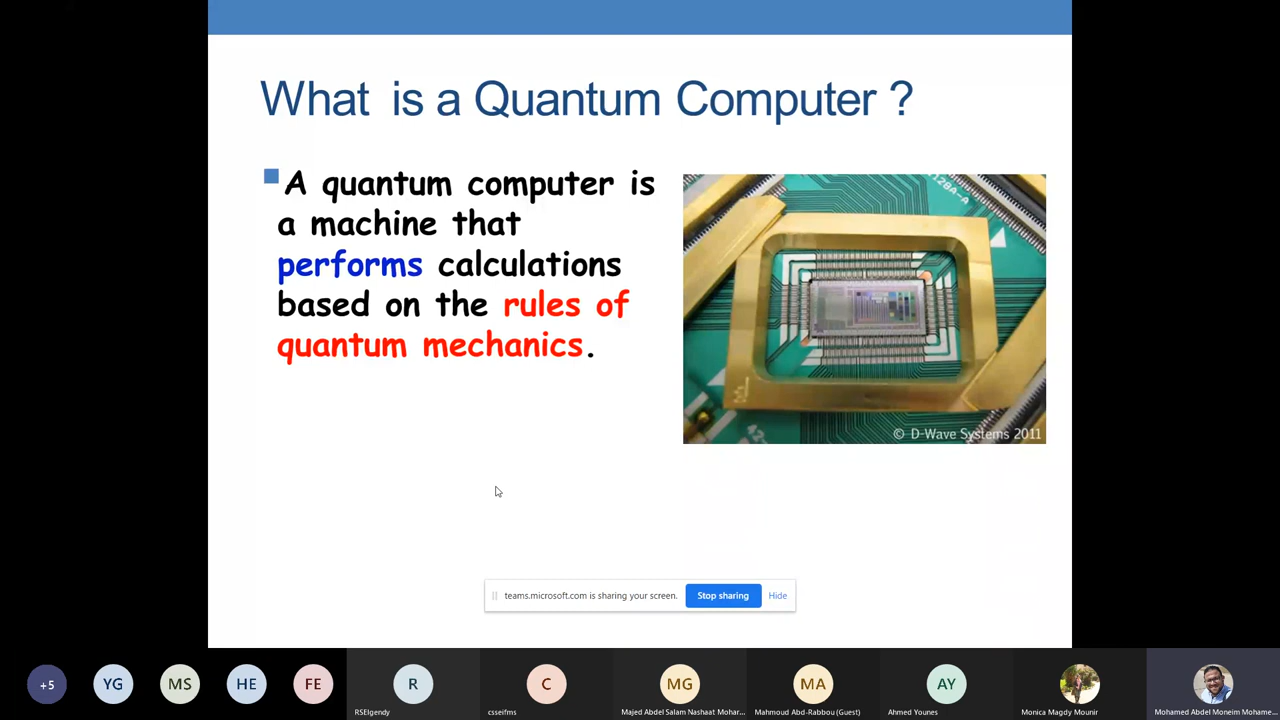 What is a Quantum Computer ?
A quantum computer is
a machine that
performs calculations
based on the rules of
quantum mechanics.
128A-A
© D-Wave Systems 2011
teams.microsoft.com is sharing your screen.
Stop sharing
Hide
+5
YG
MS
HE
FE
R
C
MG
MA
AY
RSElgendy
csseifms
Majed Abdel Salam Nashaat Mohar...
Mahmoud Abd-Rabbou (Guest)
Ahmed Younes
Monica Magdy Mounir
Mohamed Abdel Moneim Mohame...